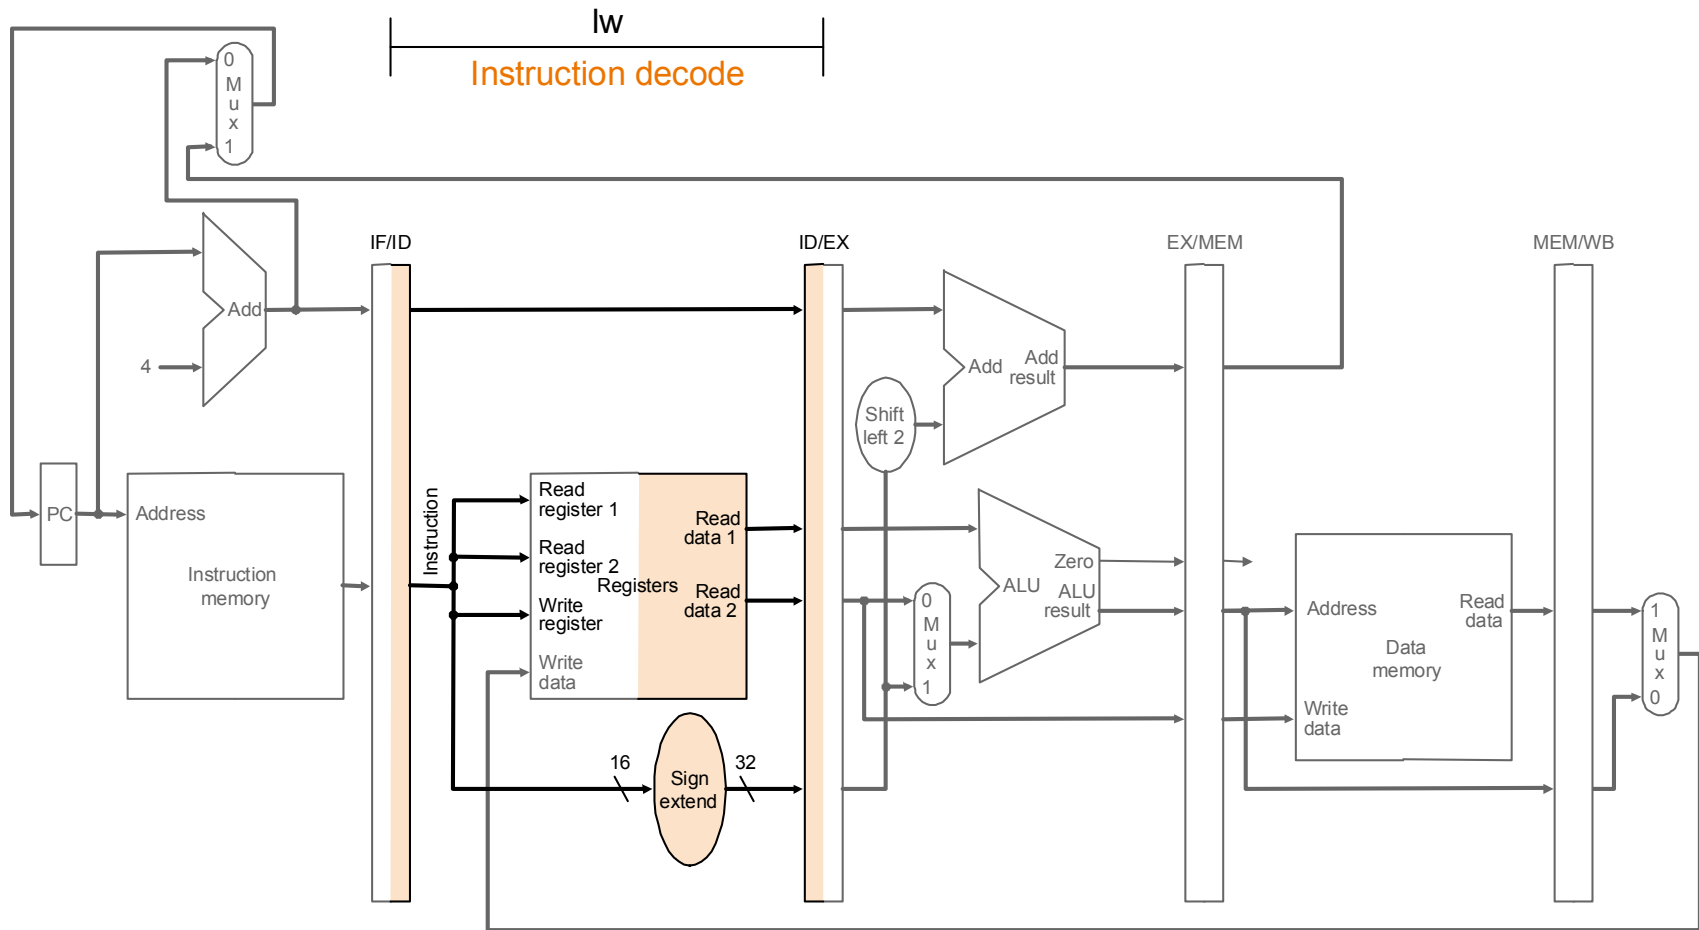 lw
Instruction decode
0
M
u
x
1
IF/ID
ID/EX
EX/MEM
MEM/WB
Add
4
Add
Add
result
Shift
left 2
PC
Address
Instruction
memory
Instruction
Read
register 1
Read
register 2
Registers
Write
register
Write
data
Read
data 1
Read
data 2
16
Sign
extend
32
0
M
u
x
1
Zero
ALU
ALU
result
Address
Read
data
Data
memory
Write
data
1
M
u
x
0